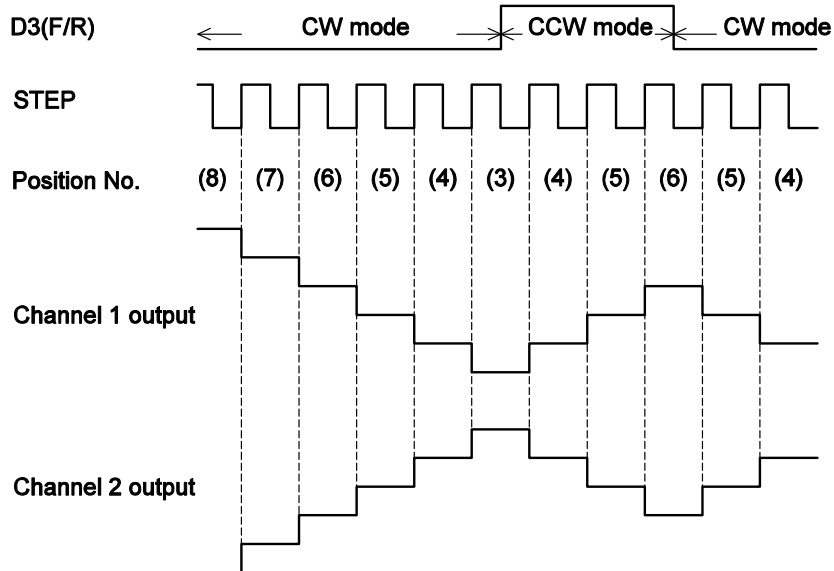 D3(F/R) CW mode CCW mode CW mode
STEP
Position No. (8) (7) (6) (5) (4) (3) (4) (5) (6) (5) (4)
Channel 1 output
Channel 2 output